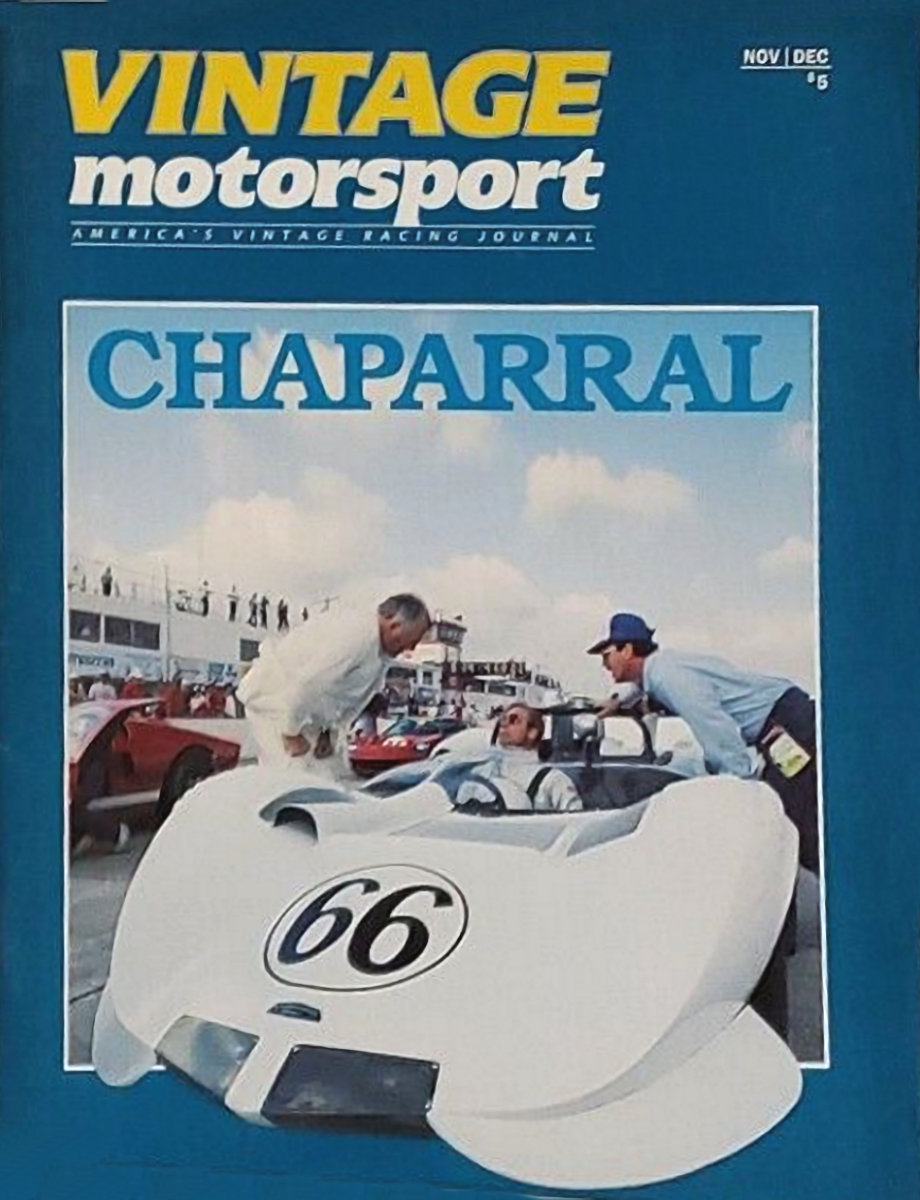 VINTAGE
motorsport
AMERICA'S VINTAGE RACING JOURNAL
NOV | DEC
$5
CHAPARRAL
66